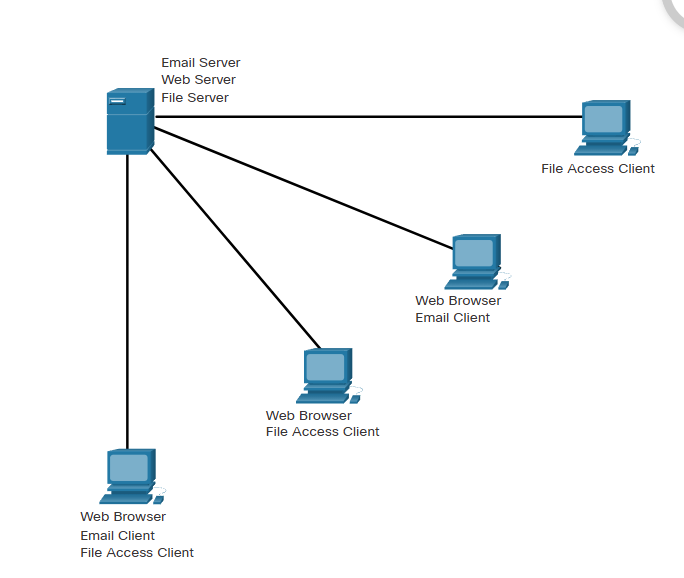 Email Server
Web Server
File Server
File Access Client
Web Browser
Email Client
Web Browser
File Access Client
Web Browser
Email Client
File Access Client